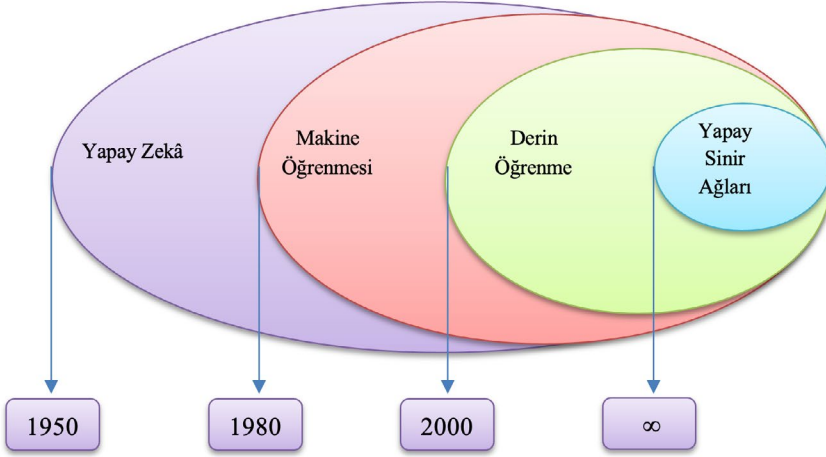 Yapay Zekâ
Makine
Öğrenmesi
Derin
Öğrenme
Yapay
Sinir
Ağları
1950
1980
2000
∞